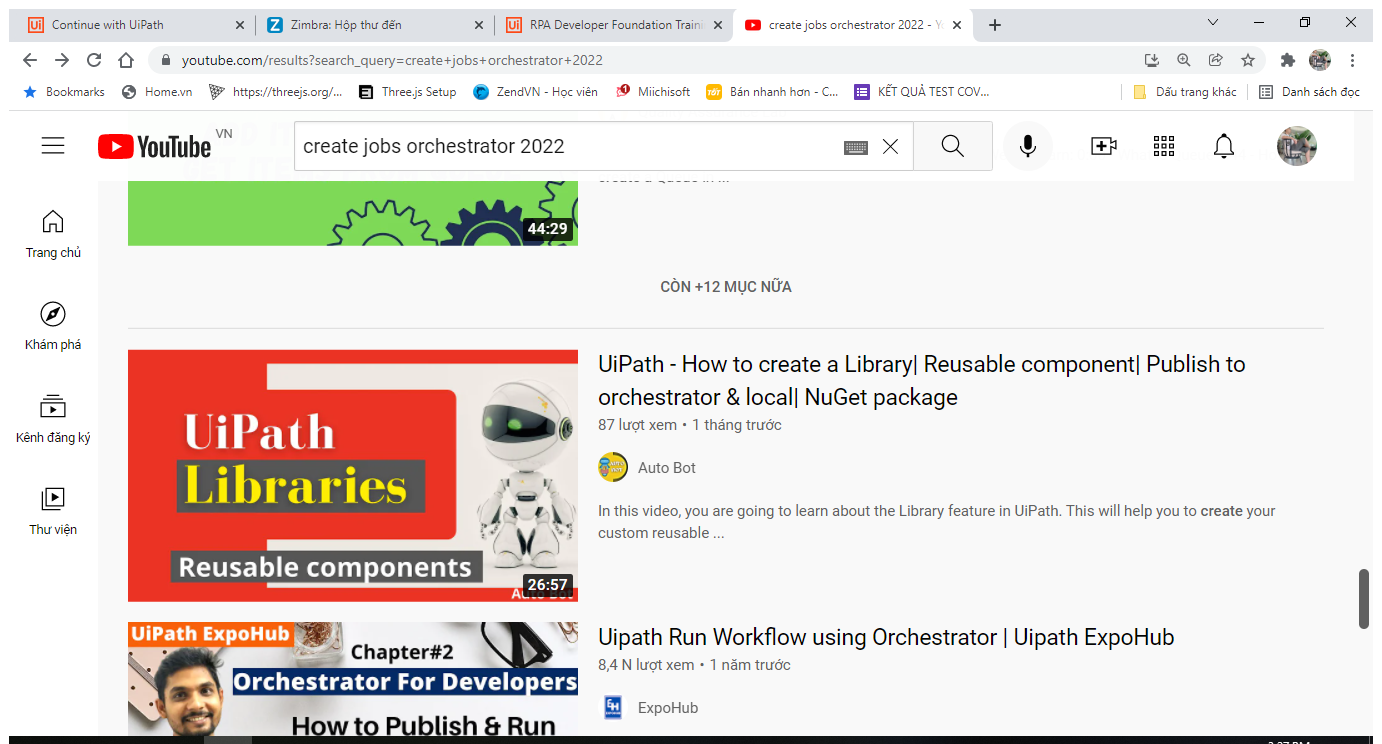 Continue with UiPath
Zimbra: Hộp thư đến
RPA Developer Foundation Traini
create jobs orchestrator 2022 - Y
youtube.com/results?search_query=create+jobs+orchestrator+2022
Bookmarks
Home.vn
https://threejs.org/...
Three.js Setup
ZendVN - Học viên
Miichisoft
Bán nhanh hơn - C...
KẾT QUẢ TEST COV...
Dấu trang khác
Danh sách đọc
YouTube VN
create jobs orchestrator 2022
Trang chủ
Khám phá
Kênh đăng ký
Thư viện
44:29
CÒN +12 MỤC NỮA
UiPath
Libraries
Reusable components
26:57
UiPath - How to create a Library| Reusable component| Publish to
orchestrator & local| NuGet package
87 lượt xem • 1 tháng trước
Auto Bot
In this video, you are going to learn about the Library feature in UiPath. This will help you to create your
custom reusable ...
UiPath ExpoHub
Chapter#2
Orchestrator For Developers
How to Publish & Run
Uipath Run Workflow using Orchestrator | Uipath ExpoHub
8,4 N lượt xem • 1 năm trước
ExpoHub